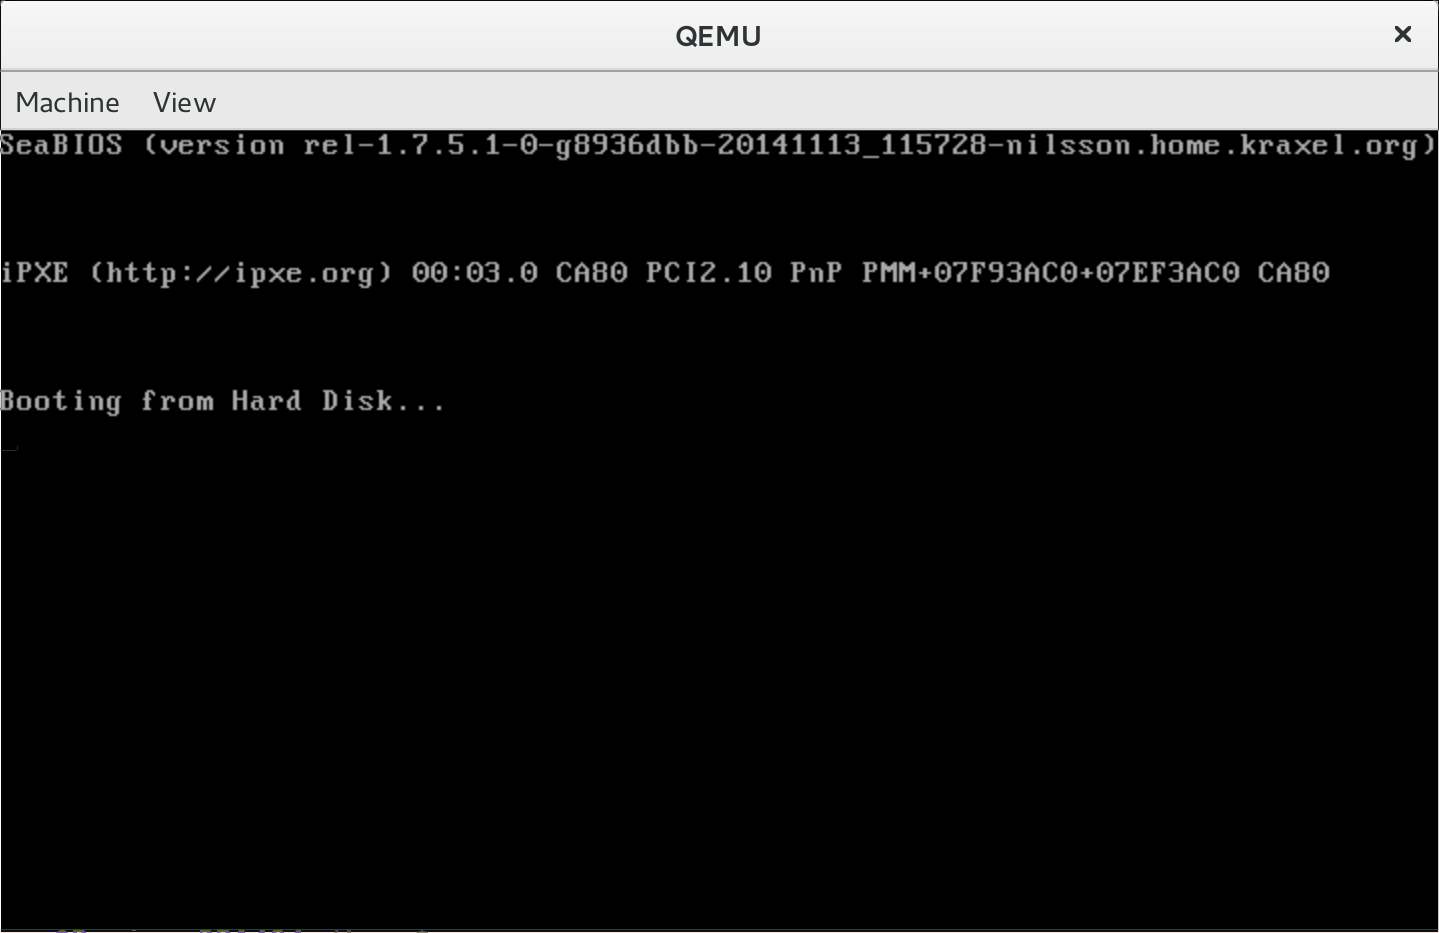 QEMU
Machine View
SeaBIOS (version rel-1.7.5.1-0-g8936dbb-20141113_115728-nilsson.home.kraxel.org)
iPXE (http://ipxe.org) 00:03.0 CA80 PCI2.10 PnP PMM+07F93AC0+07EF3AC0 CA80
Booting from Hard Disk...